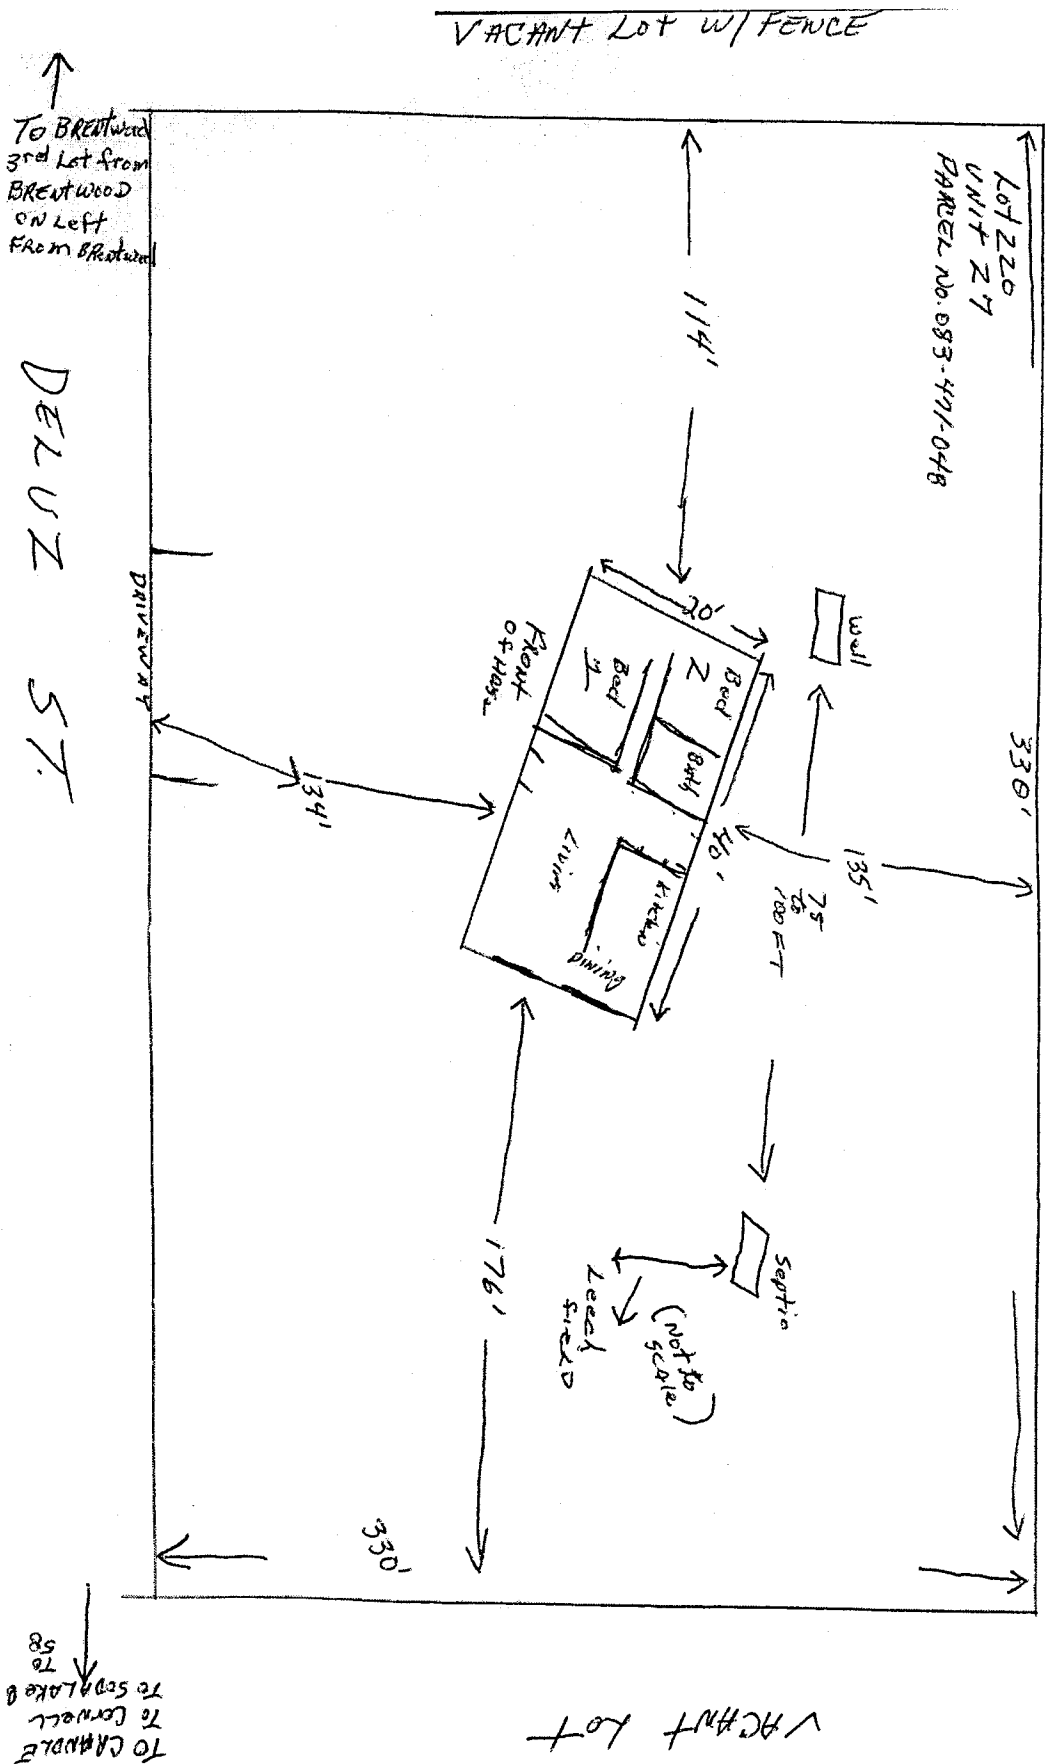 VACANT LOT W/ FENCE
To BRENTWOOD
3rd Lot from
BRENTWOOD
ON Left
FROM BRENTWOOD
LOT 220
UNIT 27
PARCEL No. 083-471-048
DELUZ ST.
DRIVEWAY
114'
330'
well
20'
Bed
2
Bed
1
Bath
FRONT
OF HOUSE
134'
135'
40'
75
to
100 FT
Living
Kitchen
Dining
176'
Septic
Leech
FIELD
(Not to
SCALE)
330'
VACANT LOT
TO CRANDLE
To Cornell
To SODA LAKE
To
58